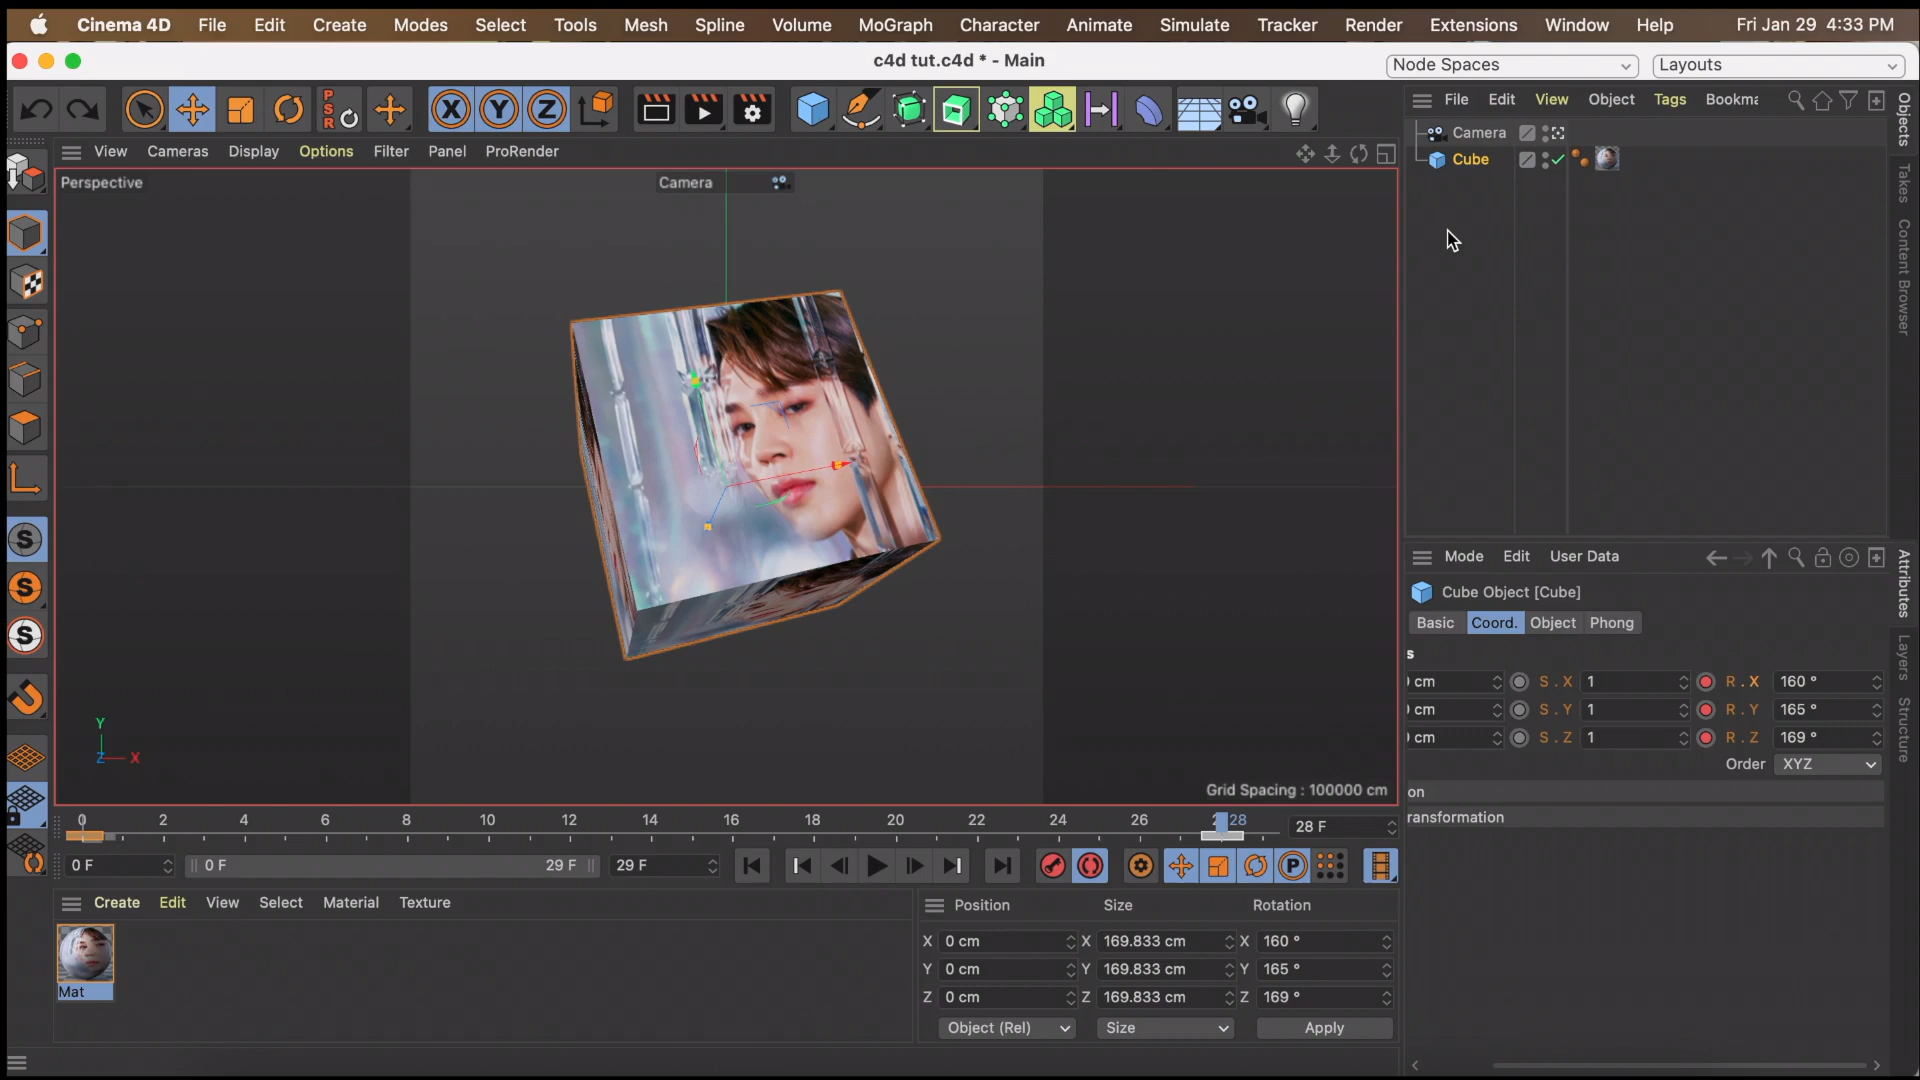 Cinema 4D File Edit Create Modes Select Tools Mesh Spline Volume MoGraph Character Animate Simulate Tracker Render Extensions Window Help Fri Jan 29 4:33 PM
c4d tut.c4d * - Main
Node Spaces Layouts
X Y Z
PSR
File Edit View Object Tags Bookma
View Cameras Display Options Filter Panel ProRender
Perspective
Camera
Camera
Cube
Objects
Takes
Content Browser
Y
Z X
Grid Spacing : 100000 cm
S
S
S
Mode Edit User Data
Cube Object [Cube]
Basic Coord. Object Phong
s
cm S . X 1 R . X 160 °
cm S . Y 1 R . Y 165 °
cm S . Z 1 R . Z 169 °
Order XYZ
on
ransformation
Attributes
Layers
Structure
0 2 4 6 8 10 12 14 16 18 20 22 24 26 28 28 F
0 F 0 F 29 F 29 F P
Create Edit View Select Material Texture
Mat
Position Size Rotation
X 0 cm X 169.833 cm X 160 °
Y 0 cm Y 169.833 cm Y 165 °
Z 0 cm Z 169.833 cm Z 169 °
Object (Rel) Size Apply